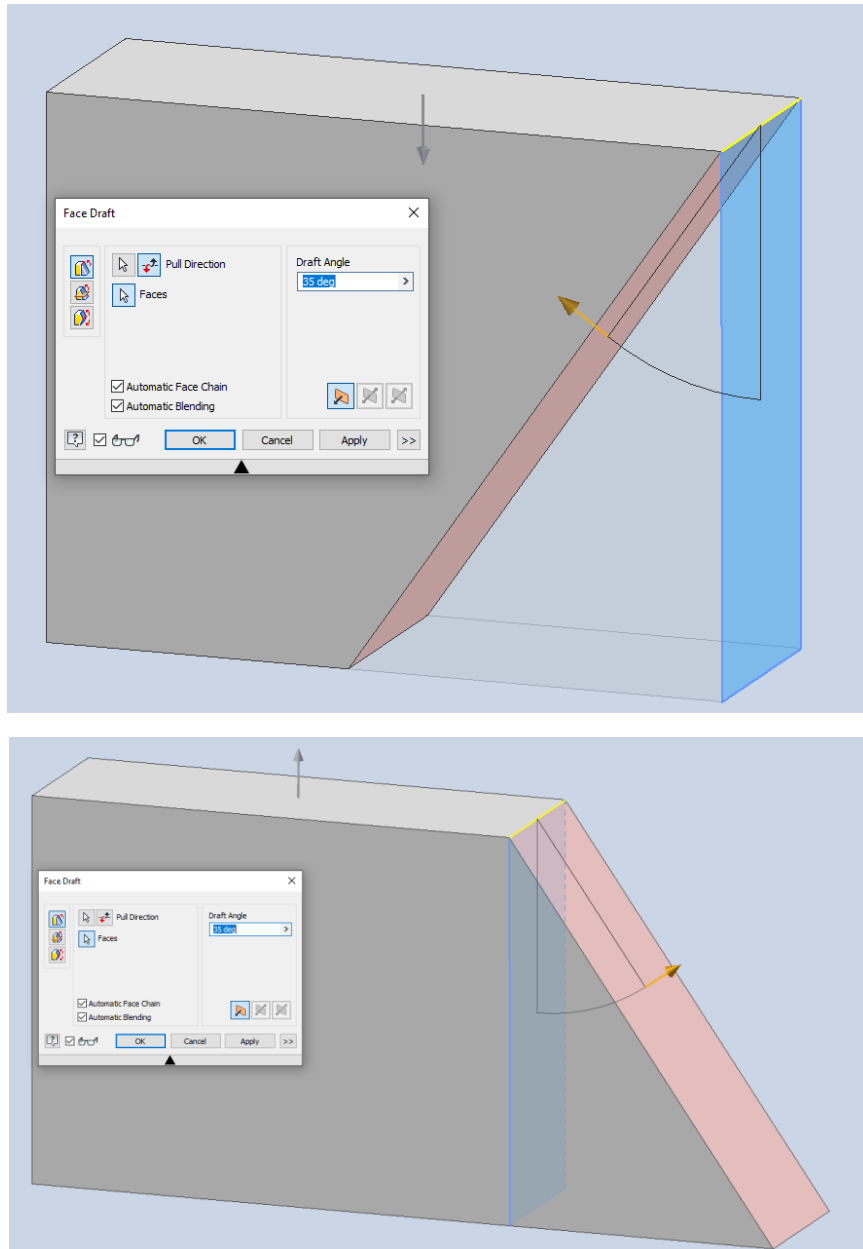 Face Draft
Pull Direction
Draft Angle
35 deg
Faces
Automatic Face Chain
Automatic Blending
OK
Cancel
Apply
>>
Face Draft
Pull Direction
Draft Angle
35 deg
Faces
Automatic Face Chain
Automatic Blending
OK
Cancel
Apply
>>